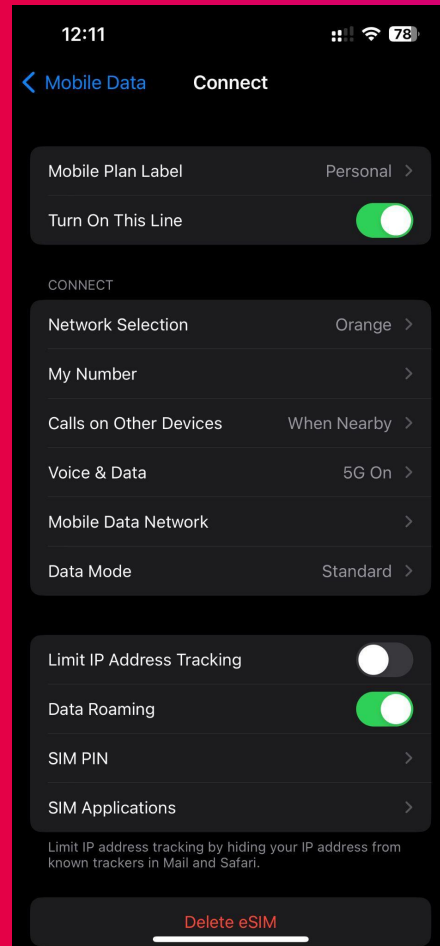 12:11
78
Mobile Data
Connect
Mobile Plan Label
Personal
Turn On This Line
CONNECT
Network Selection
Orange
My Number
Calls on Other Devices
When Nearby
Voice & Data
5G On
Mobile Data Network
Data Mode
Standard
Limit IP Address Tracking
Data Roaming
SIM PIN
SIM Applications
Limit IP address tracking by hiding your IP address from
known trackers in Mail and Safari.
Delete eSIM